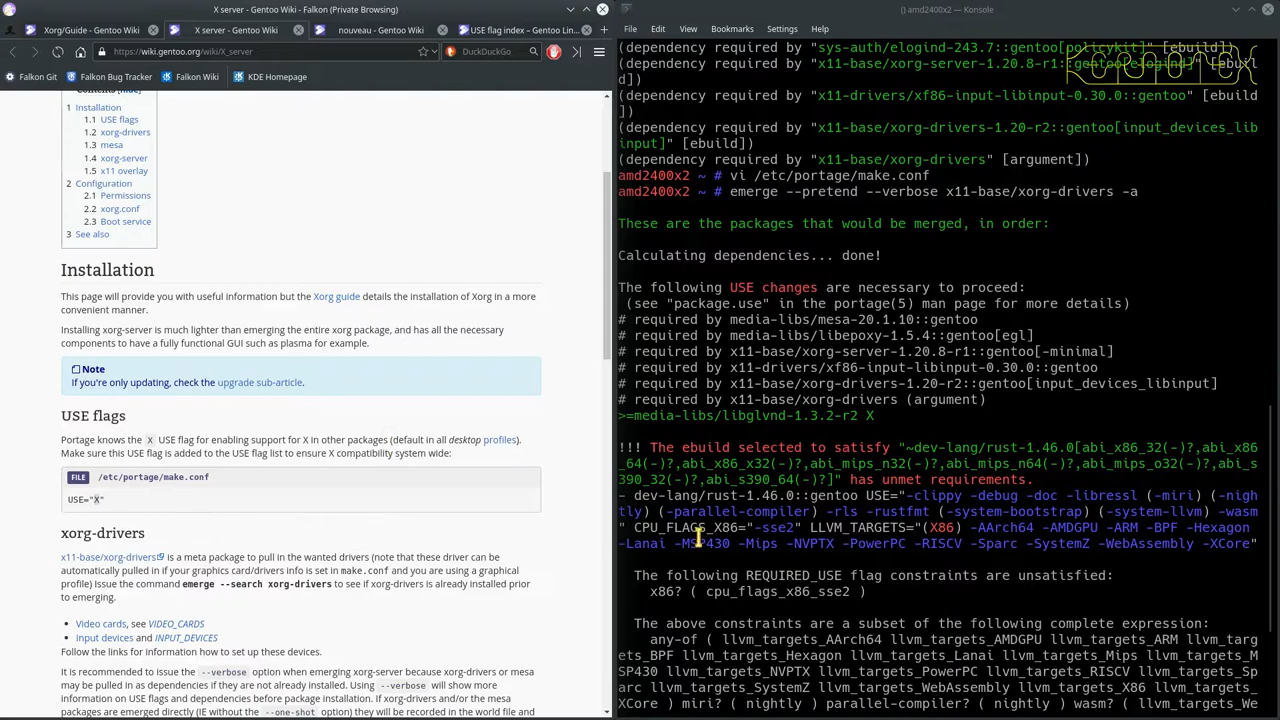 X server - Gentoo Wiki - Falkon (Private Browsing)
Xorg/Guide - Gentoo Wiki
X server - Gentoo Wiki
nouveau - Gentoo Wiki
USE flag index – Gentoo Lin...
https://wiki.gentoo.org/wiki/X_server
DuckDuckGo
Falkon Git
Falkon Bug Tracker
Falkon Wiki
KDE Homepage
Contents [hide]
1 Installation
1.1 USE flags
1.2 xorg-drivers
1.3 mesa
1.4 xorg-server
1.5 x11 overlay
2 Configuration
2.1 Permissions
2.2 xorg.conf
2.3 Boot service
3 See also
Installation
This page will provide you with useful information but the Xorg guide details the installation of Xorg in a more
convenient manner.
Installing xorg-server is much lighter than emerging the entire xorg package, and has all the necessary
components to have a fully functional GUI such as plasma for example.
Note
If you're only updating, check the upgrade sub-article.
USE flags
Portage knows the X USE flag for enabling support for X in other packages (default in all desktop profiles).
Make sure this USE flag is added to the USE flag list to ensure X compatibility system wide:
FILE /etc/portage/make.conf
USE="X"
xorg-drivers
x11-base/xorg-drivers is a meta package to pull in the wanted drivers (note that these driver can be
automatically pulled in if your graphics card/drivers info is set in make.conf and you are using a graphical
profile) Issue the command emerge --search xorg-drivers to see if xorg-drivers is already installed prior
to emerging.
Video cards, see VIDEO_CARDS
Input devices and INPUT_DEVICES
Follow the links for information how to set up these devices.
It is recommended to issue the --verbose option when emerging xorg-server because xorg-drivers or mesa
may be pulled in as dependencies if they are not already installed. Using --verbose will show more
information on USE flags and dependencies before package installation. If xorg-drivers and/or the mesa
packages are emerged directly (IE without the --one-shot option) they will be recorded in the world file and
() amd2400x2 — Konsole
File Edit View Bookmarks Settings Help
(dependency required by "sys-auth/elogind-243.7::gentoo[policykit]" [ebuild])
(dependency required by "x11-base/xorg-server-1.20.8-r1::gentoo[elogind]" [ebuil
d])
(dependency required by "x11-drivers/xf86-input-libinput-0.30.0::gentoo" [ebuild
])
(dependency required by "x11-base/xorg-drivers-1.20-r2::gentoo[input_devices_lib
input]" [ebuild])
(dependency required by "x11-base/xorg-drivers" [argument])
amd2400x2 ~ # vi /etc/portage/make.conf
amd2400x2 ~ # emerge --pretend --verbose x11-base/xorg-drivers -a
These are the packages that would be merged, in order:
Calculating dependencies... done!
The following USE changes are necessary to proceed:
(see "package.use" in the portage(5) man page for more details)
# required by media-libs/mesa-20.1.10::gentoo
# required by media-libs/libepoxy-1.5.4::gentoo[egl]
# required by x11-base/xorg-server-1.20.8-r1::gentoo[-minimal]
# required by x11-drivers/xf86-input-libinput-0.30.0::gentoo
# required by x11-base/xorg-drivers-1.20-r2::gentoo[input_devices_libinput]
# required by x11-base/xorg-drivers (argument)
>=media-libs/libglvnd-1.3.2-r2 X
!!! The ebuild selected to satisfy "~dev-lang/rust-1.46.0[abi_x86_32(-)?,abi_x86
_64(-)?,abi_x86_x32(-)?,abi_mips_n32(-)?,abi_mips_n64(-)?,abi_mips_o32(-)?,abi_s
390_32(-)?,abi_s390_64(-)?]" has unmet requirements.
- dev-lang/rust-1.46.0::gentoo USE="-clippy -debug -doc -libressl (-miri) (-nigh
tly) (-parallel-compiler) -rls -rustfmt (-system-bootstrap) (-system-llvm) -wasm
" CPU_FLAGS_X86="-sse2" LLVM_TARGETS="(X86) -AArch64 -AMDGPU -ARM -BPF -Hexagon
-Lanai -MSP430 -Mips -NVPTX -PowerPC -RISCV -Sparc -SystemZ -WebAssembly -XCore"
The following REQUIRED_USE flag constraints are unsatisfied:
x86? ( cpu_flags_x86_sse2 )
The above constraints are a subset of the following complete expression:
any-of ( llvm_targets_AArch64 llvm_targets_AMDGPU llvm_targets_ARM llvm_targ
ets_BPF llvm_targets_Hexagon llvm_targets_Lanai llvm_targets_Mips llvm_targets_M
SP430 llvm_targets_NVPTX llvm_targets_PowerPC llvm_targets_RISCV llvm_targets_Sp
arc llvm_targets_SystemZ llvm_targets_WebAssembly llvm_targets_X86 llvm_targets_
XCore ) miri? ( nightly ) parallel-compiler? ( nightly ) wasm? ( llvm_targets_We